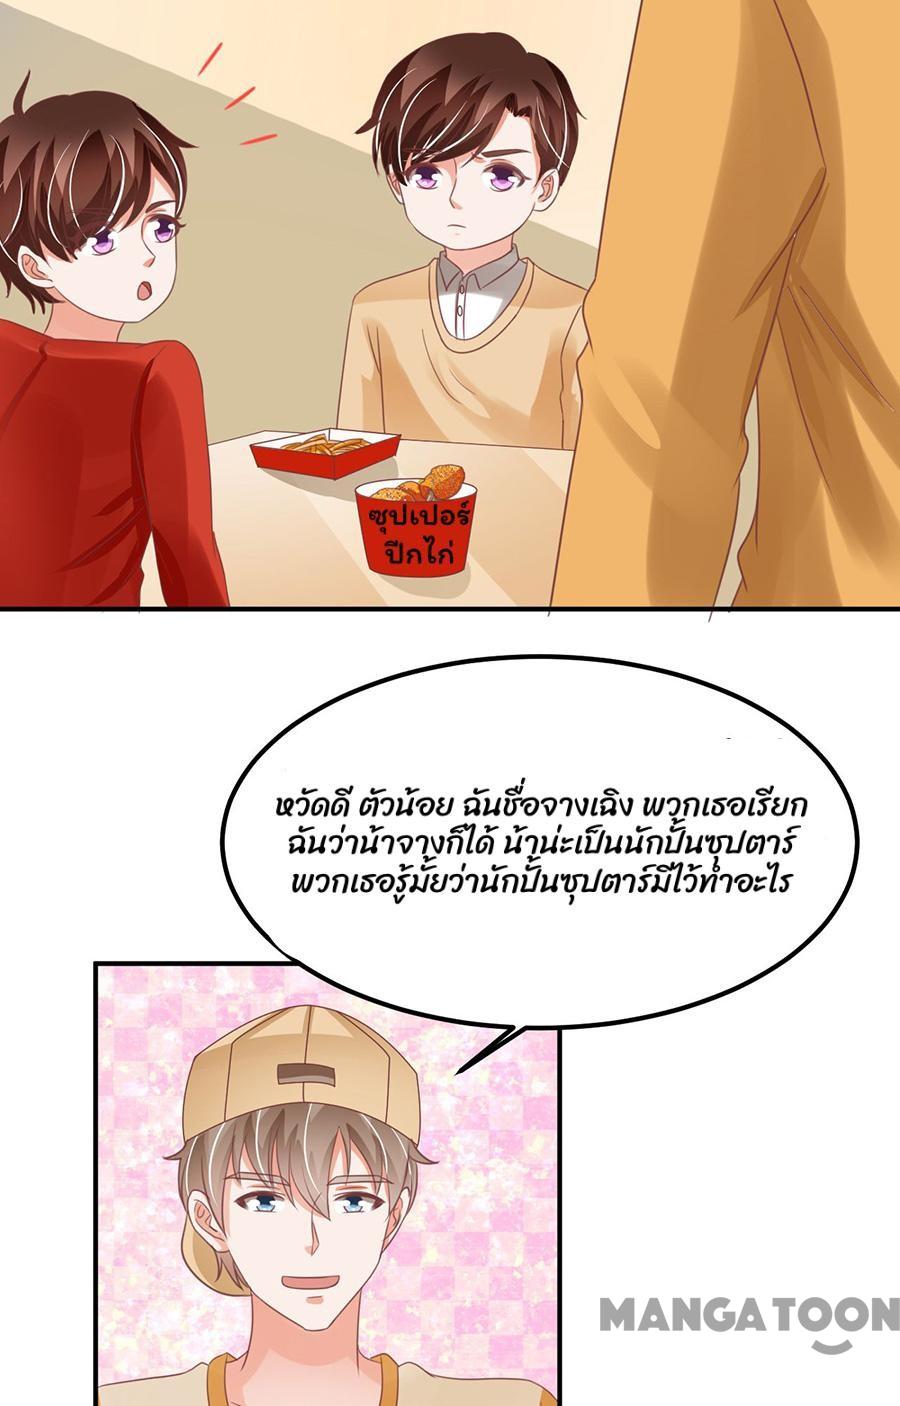 ซุปเปอร์
ปีกไก่
หวัดดี ตัวน้อย ฉันชื่อจางเฉิง พวกเธอเรียก
ฉันว่าน้าจางก็ได้ น้าน่ะเป็นนักปั้นซุปตาร์
พวกเธอรู้มั้ยว่านักปั้นซุปตาร์มีไว้ทำอะไร
MANGATOON